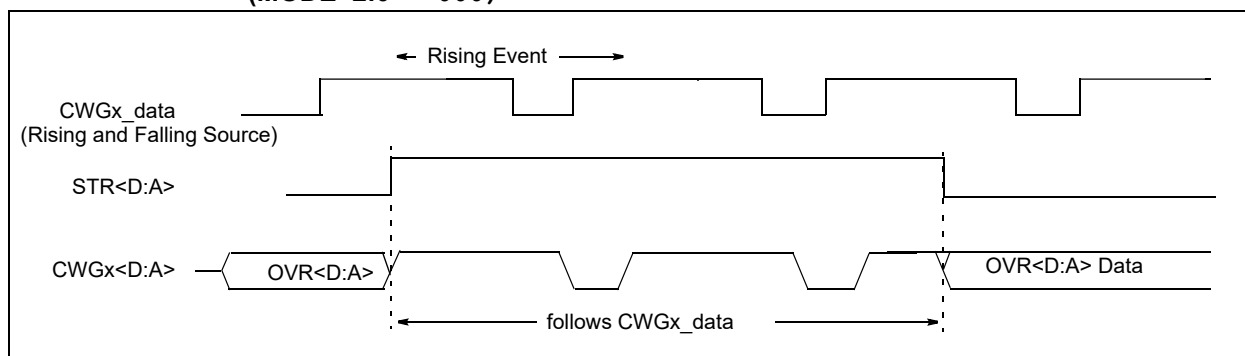 Rising Event
CWGx_data
(Rising and Falling Source)
STR<D:A>
CWGx<D:A>
OVR<D:A>
OVR<D:A> Data
follows CWGx_data